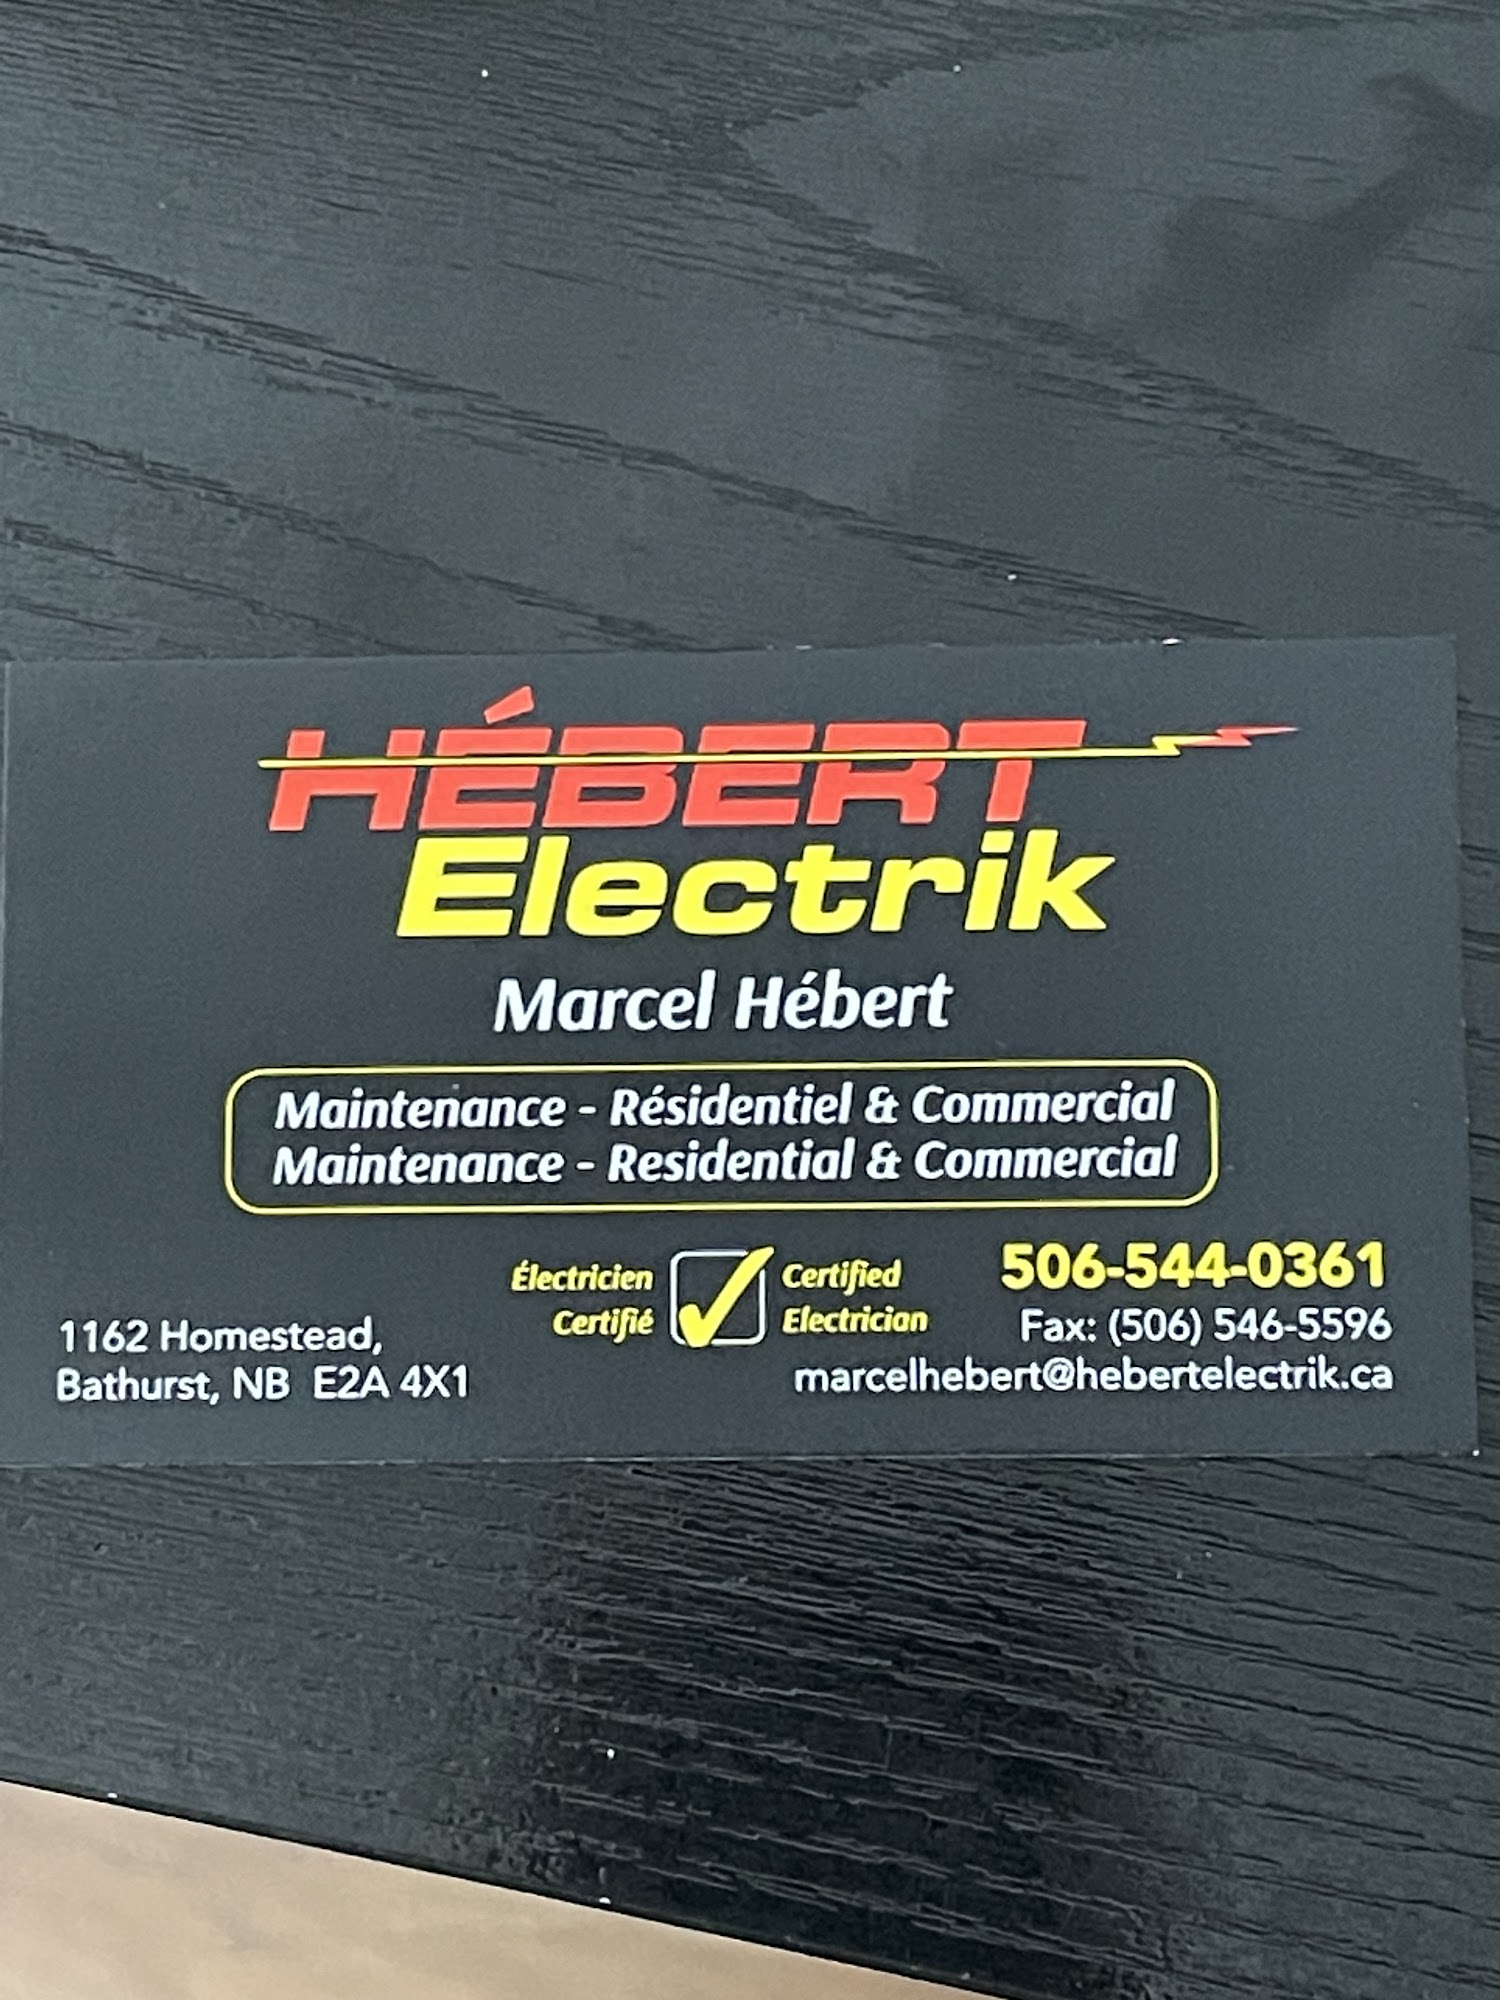 HÉBERT
Electrik
Marcel Hébert
Maintenance - Résidentiel & Commercial
Maintenance - Residential & Commercial
Électricien
Certifié
Certified
Electrician
1162 Homestead,
Bathurst, NB E2A 4X1
506-544-0361
Fax: (506) 546-5596
marcelhebert@hebertelectrik.ca